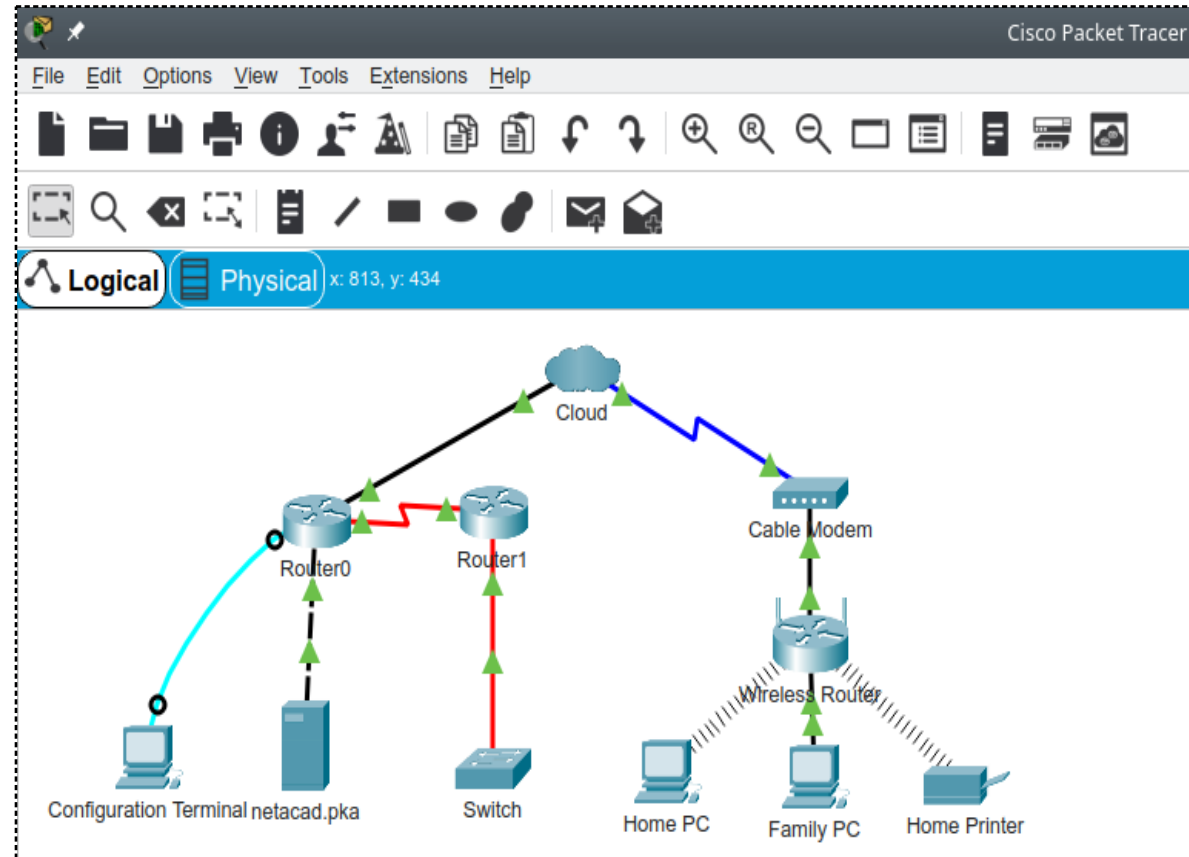 Cisco Packet Tracer
File Edit Options View Tools Extensions Help
R
Logical Physical x: 813, y: 434
Cloud
Cable Modem
Router0
Router1
Wireless Router
Configuration Terminal
netacad.pka
Switch
Home PC
Family PC
Home Printer